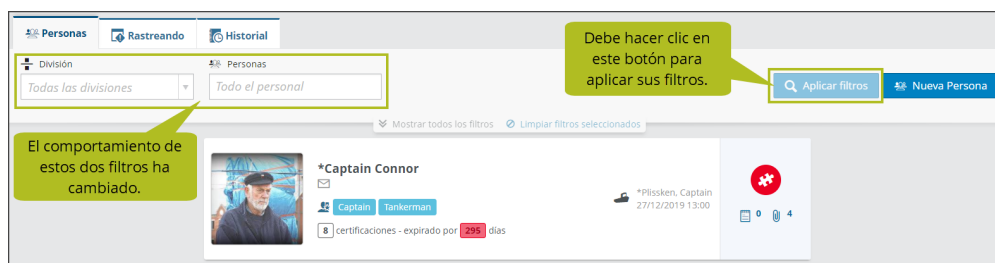 Personas
Rastreando
Historial
División
Personas
Todas las divisiones
Todo el personal
Debe hacer clic en
este botón para
aplicar sus filtros.
Aplicar filtros
Nueva Persona
Mostrar todos los filtros
Limpiar filtros seleccionados
El comportamiento de
estos dos filtros ha
cambiado.
*Captain Connor
Captain
Tankerman
8 certificaciones - expirado por 295 días
*Plissken, Captain
27/12/2019 13:00
0
4